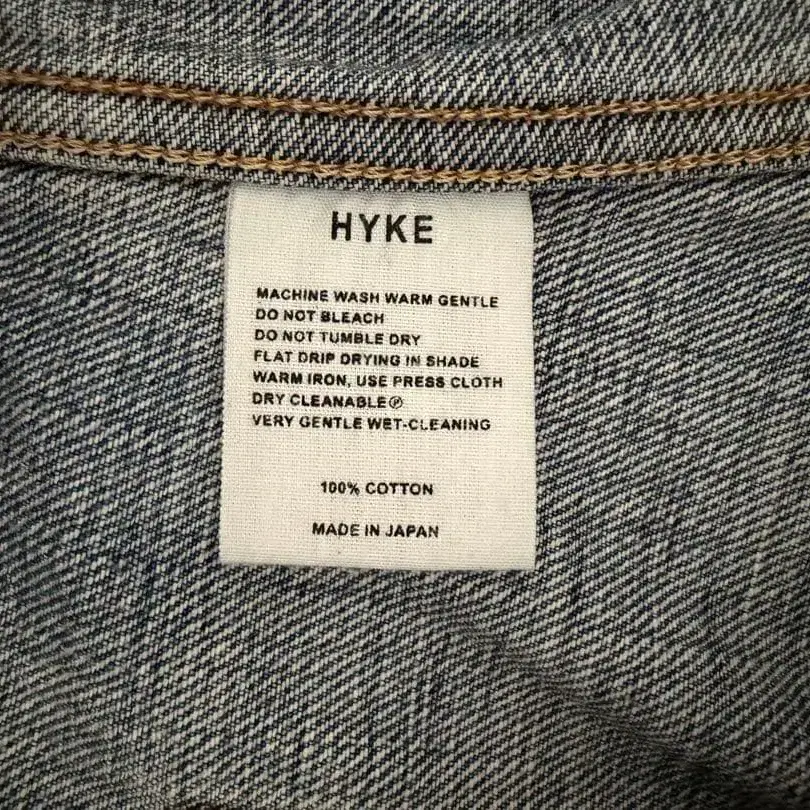 HYKE
MACHINE WASH WARM GENTLE
DO NOT BLEACH
DO NOT TUMBLE DRY
FLAT DRIP DRYING IN SHADE
WARM IRON, USE PRESS CLOTH
DRY CLEANABLE Ⓟ
VERY GENTLE WET-CLEANING
100% COTTON
MADE IN JAPAN